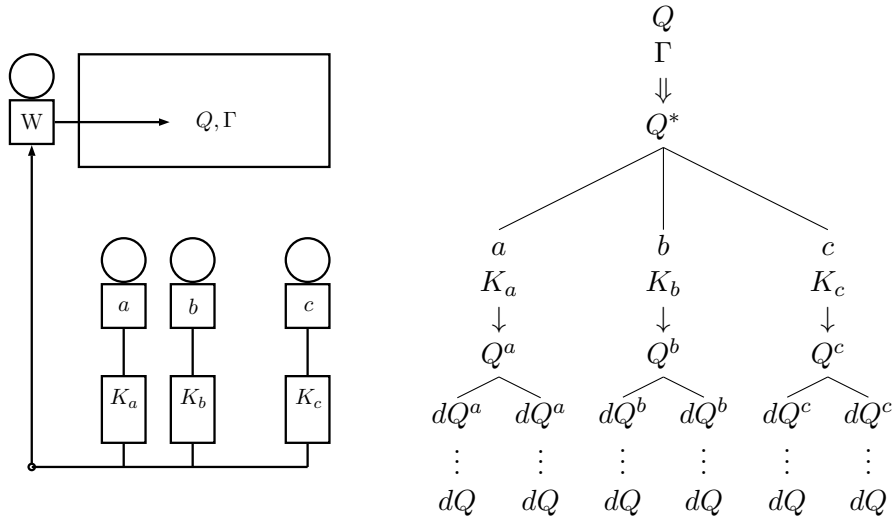 W
Q, Γ
a b c
K_a K_b K_c
Q
Γ
⇓
Q*
a b c
K_a K_b K_c
↓ ↓ ↓
Q^a Q^b Q^c
dQ^a dQ^a dQ^b dQ^b dQ^c dQ^c
⋮ ⋮ ⋮ ⋮ ⋮ ⋮
dQ dQ dQ dQ dQ dQ